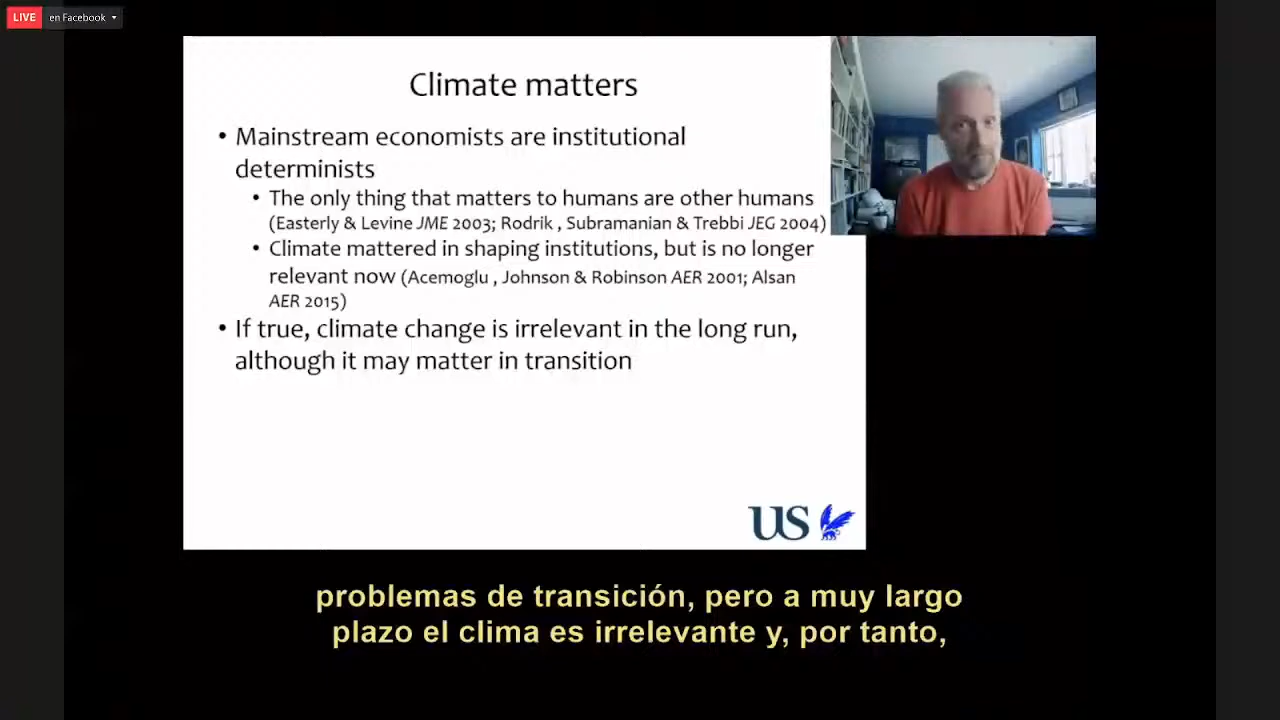 LIVE en Facebook
Climate matters
• Mainstream economists are institutional
determinists
• The only thing that matters to humans are other humans
(Easterly & Levine JME 2003; Rodrik , Subramanian & Trebbi JEG 2004)
• Climate mattered in shaping institutions, but is no longer
relevant now (Acemoglu , Johnson & Robinson AER 2001; Alsan
AER 2015)
• If true, climate change is irrelevant in the long run,
although it may matter in transition
US
problemas de transición, pero a muy largo
plazo el clima es irrelevante y, por tanto,